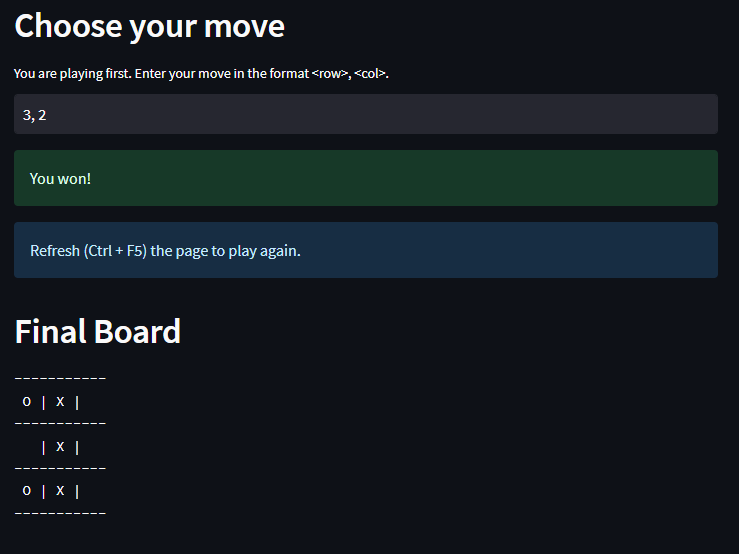 Choose your move
You are playing first. Enter your move in the format <row>, <col>.
3, 2
You won!
Refresh (Ctrl + F5) the page to play again.
Final Board
-----------
 O | X |
-----------
   | X |
-----------
 O | X |
-----------